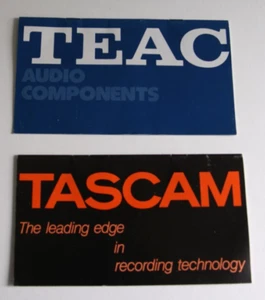 TEAC
AUDIO
COMPONENTS
TASCAM
The leading edge
in
recording technology